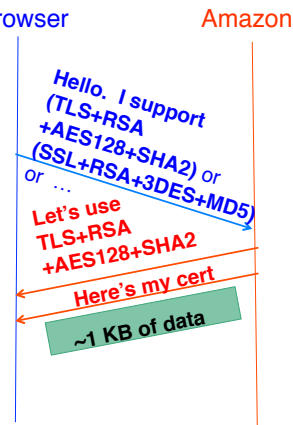 rowser
Amazon
Hello. I support
(TLS+RSA
+AES128+SHA2) or
(SSL+RSA+3DES+MD5)
or …
Let's use
TLS+RSA
+AES128+SHA2
Here's my cert
~1 KB of data